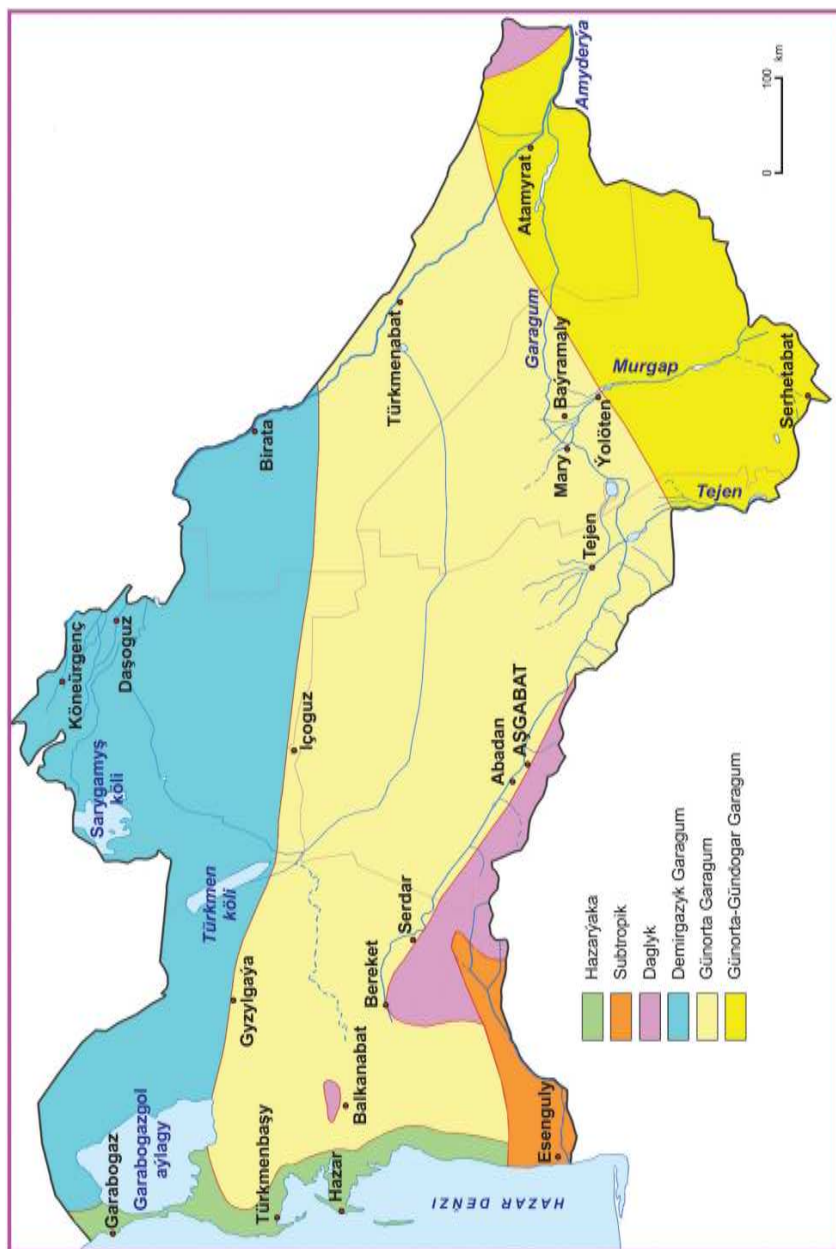 Köneürgenç
Daşoguz
Sarygamyş
köli
Türkmen
köli
Garabogaz
Garabogazgol
aýlagy
Gyzylgaýa
Türkmenbaşy
Hazar
HAZAR DEŇZI
Balkanabat
Bereket
Serdar
Esenguly
Içoguz
Birata
Türkmenabat
Abadan
AŞGABAT
Tejen
Mary
Baýramaly
Ýolöten
Garagum
Murgap
Tejen
Serhetabat
Atamyrat
Amyderýa
Hazarýaka
Subtropik
Daglyk
Demirgazyk Garagum
Günorta Garagum
Günorta-Gündogar Garagum
0 100
km